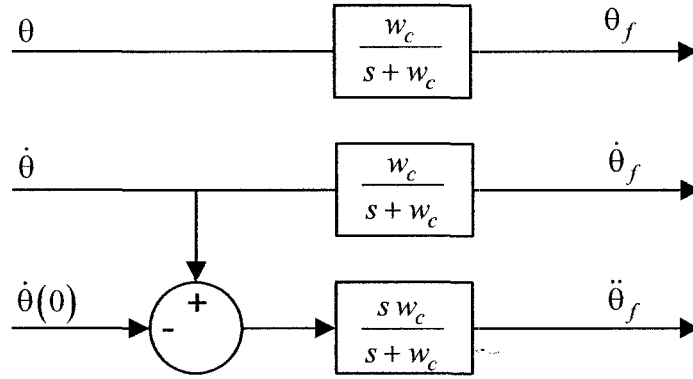 θ
w_c
s + w_c
θ_f
θ̇
w_c
s + w_c
θ̇_f
θ̇(0)
+
-
s w_c
s + w_c
θ̈_f